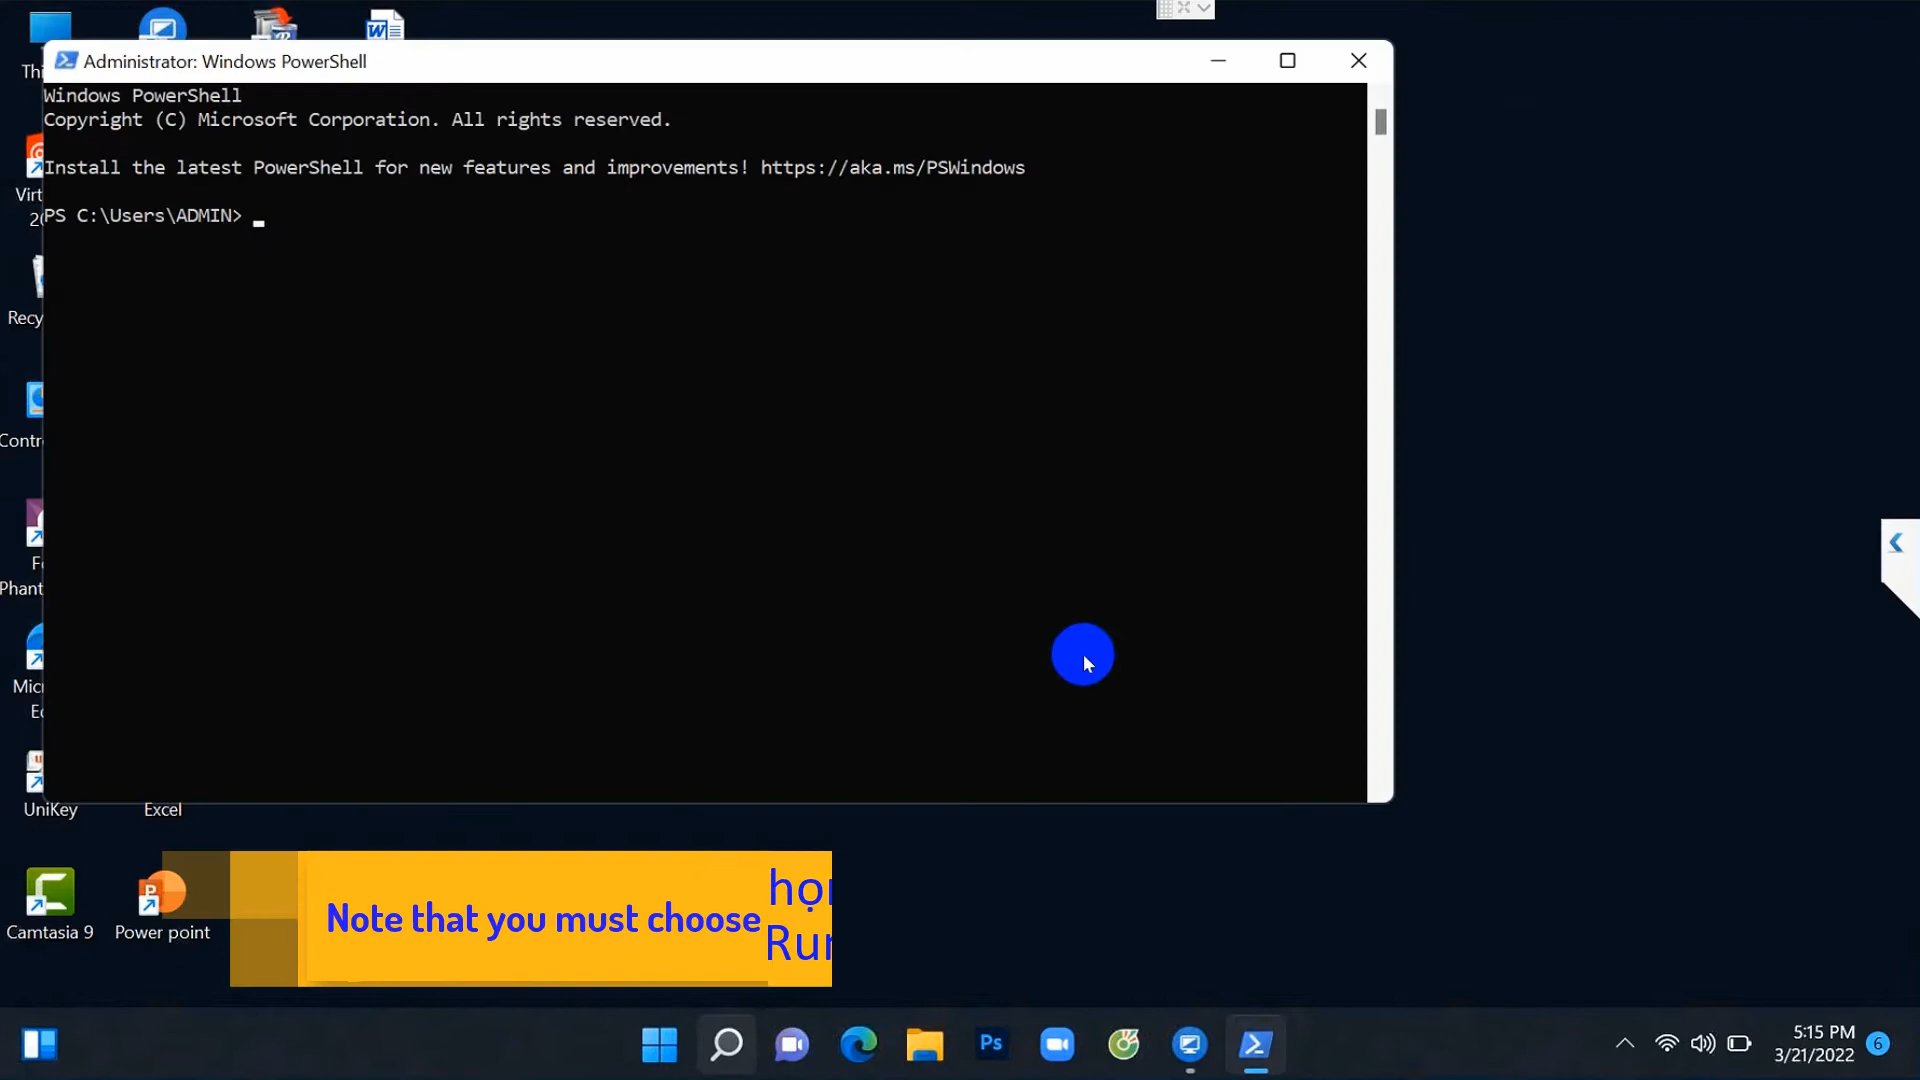 Administrator: Windows PowerShell
Windows PowerShell
Copyright (C) Microsoft Corporation. All rights reserved.
Install the latest PowerShell for new features and improvements! https://aka.ms/PSWindows
PS C:\Users\ADMIN>
UniKey
Excel
Camtasia 9
Power point
Note that you must choose
Ps
5:15 PM
3/21/2022
6